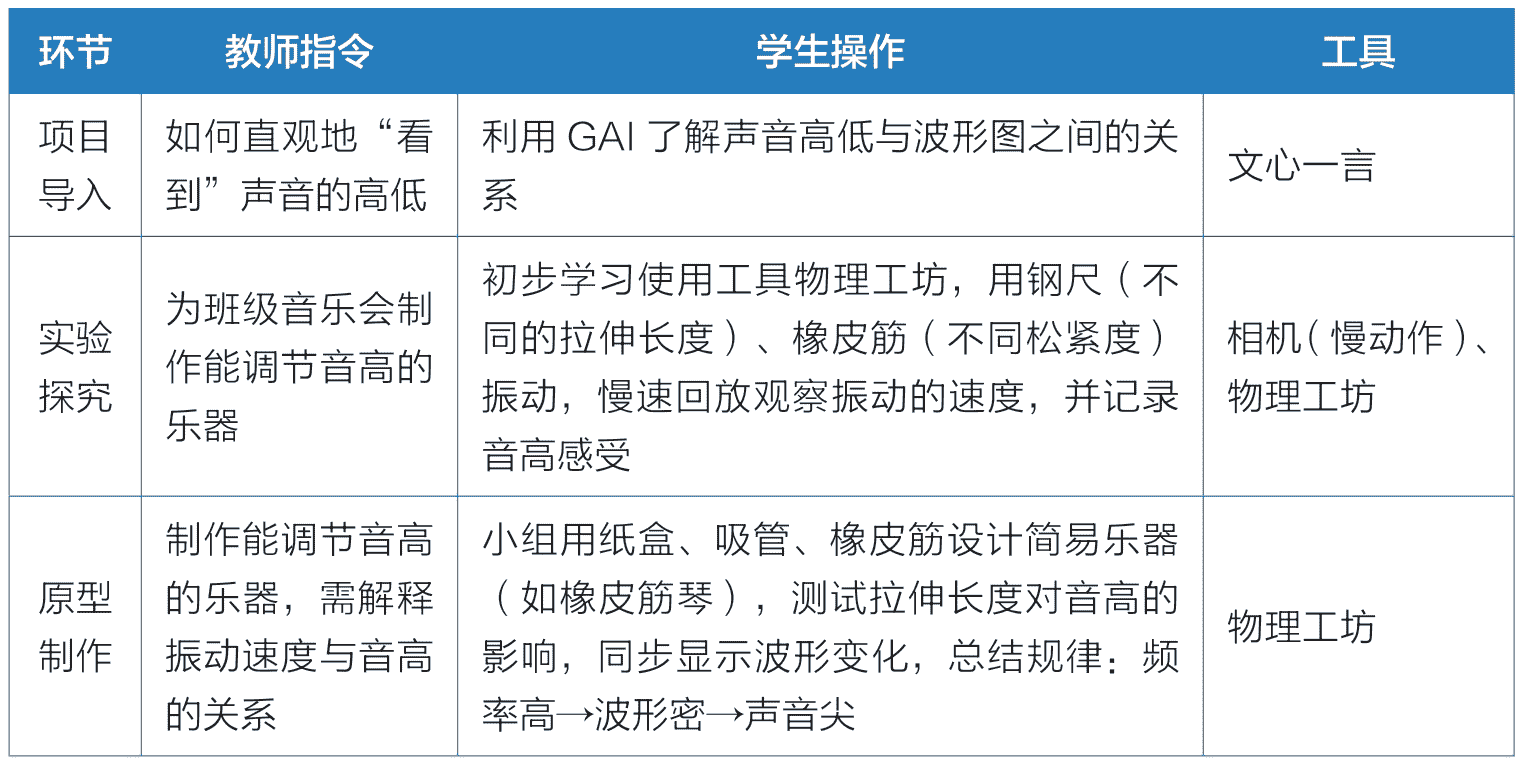 环节 教师指令 学生操作 工具
项目
导入
如何直观地“看
到”声音的高低
利用 GAI 了解声音高低与波形图之间的关
系
文心一言
实验
探究
为班级音乐会制
作能调节音高的
乐器
初步学习使用工具物理工坊，用钢尺（不
同的拉伸长度）、橡皮筋（不同松紧度）
振动，慢速回放观察振动的速度，并记录
音高感受
相机（慢动作）、
物理工坊
原型
制作
制作能调节音高
的乐器，需解释
振动速度与音高
的关系
小组用纸盒、吸管、橡皮筋设计简易乐器
（如橡皮筋琴），测试拉伸长度对音高的
影响，同步显示波形变化，总结规律：频
率高→波形密→声音尖
物理工坊